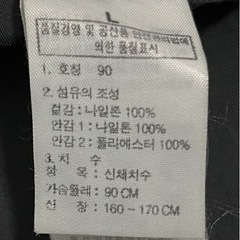 L
품질경영 및 공산품 안전관리법에
의한 품질표시
1. 호칭 90
2. 섬유의 조성
겉감 : 나일론 100%
안감 1 : 나일론 100%
안감 2 : 폴리에스터 100%
3. 치 수
성 목 : 신체치수
가슴둘레 : 90 CM
신 장 : 160 ~ 170 CM